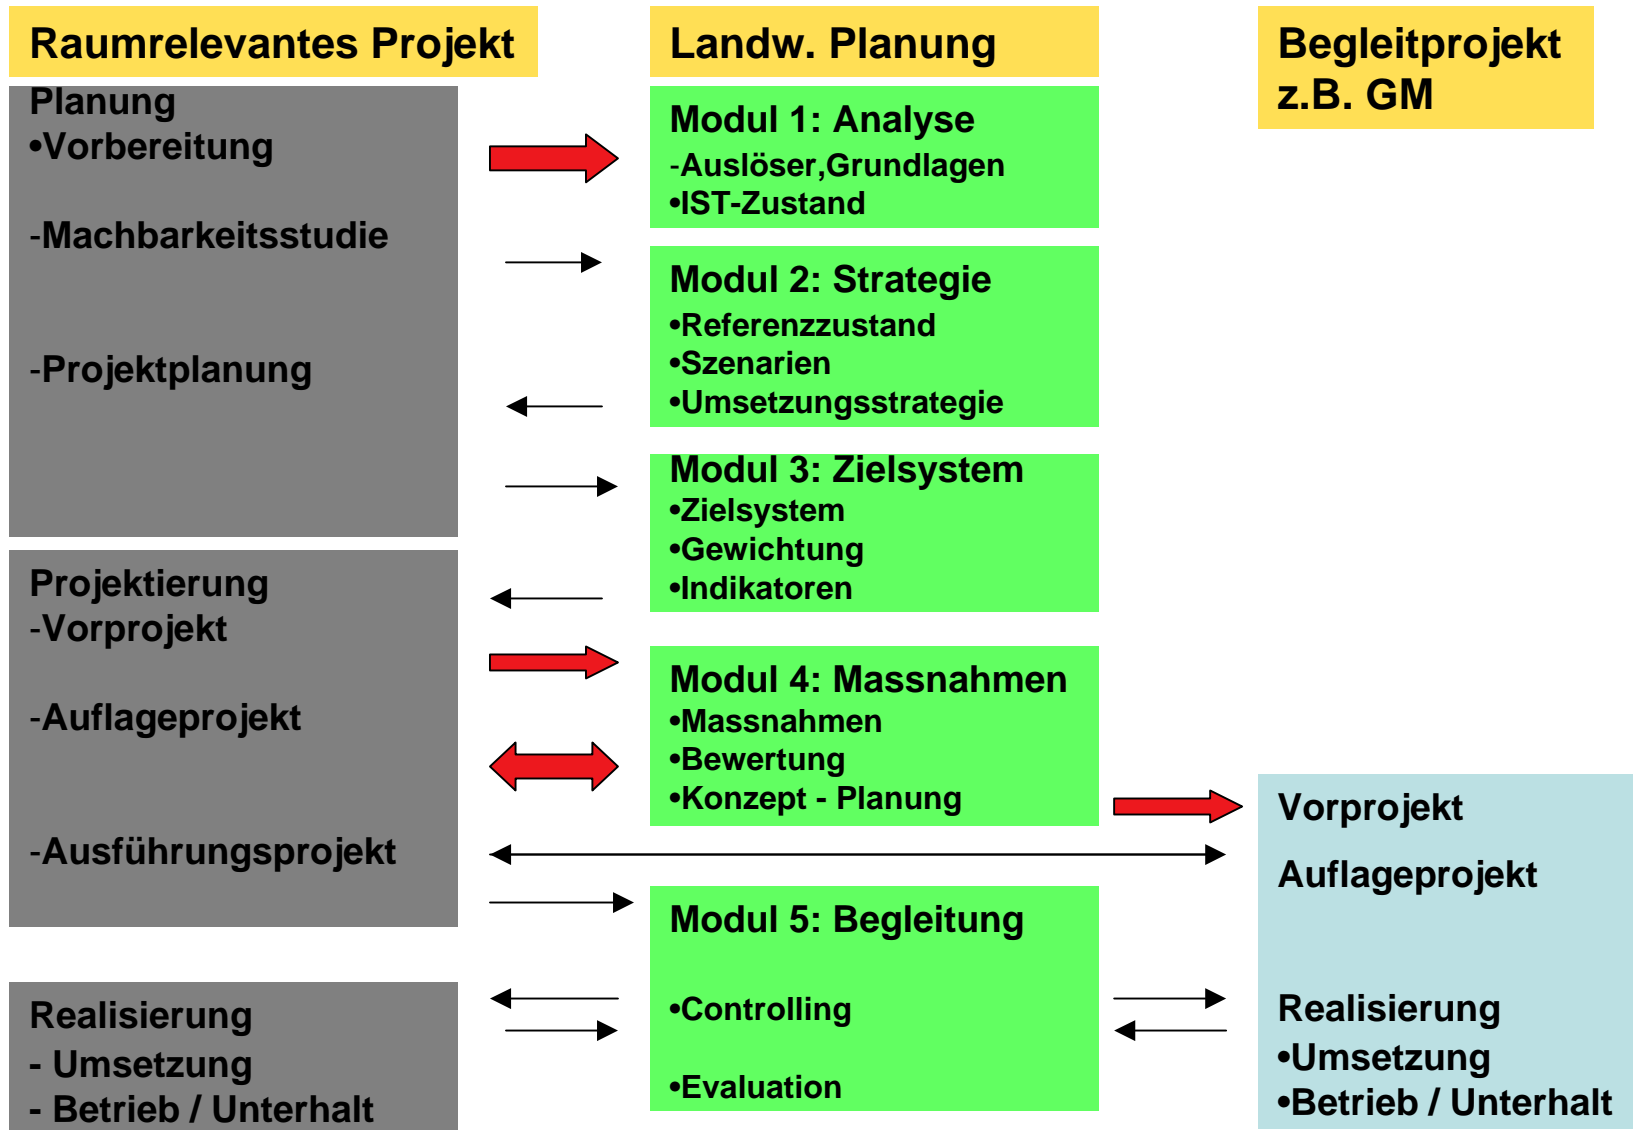 Raumrelevantes Projekt
Planung
•Vorbereitung
-Machbarkeitsstudie
-Projektplanung
Projektierung
-Vorprojekt
-Auflageprojekt
-Ausführungsprojekt
Realisierung
- Umsetzung
- Betrieb / Unterhalt
Landw. Planung
Modul 1: Analyse
-Auslöser,Grundlagen
•IST-Zustand
Modul 2: Strategie
•Referenzzustand
•Szenarien
•Umsetzungsstrategie
Modul 3: Zielsystem
•Zielsystem
•Gewichtung
•Indikatoren
Modul 4: Massnahmen
•Massnahmen
•Bewertung
•Konzept - Planung
Modul 5: Begleitung
•Controlling
•Evaluation
Begleitprojekt
z.B. GM
Vorprojekt
Auflageprojekt
Realisierung
•Umsetzung
•Betrieb / Unterhalt